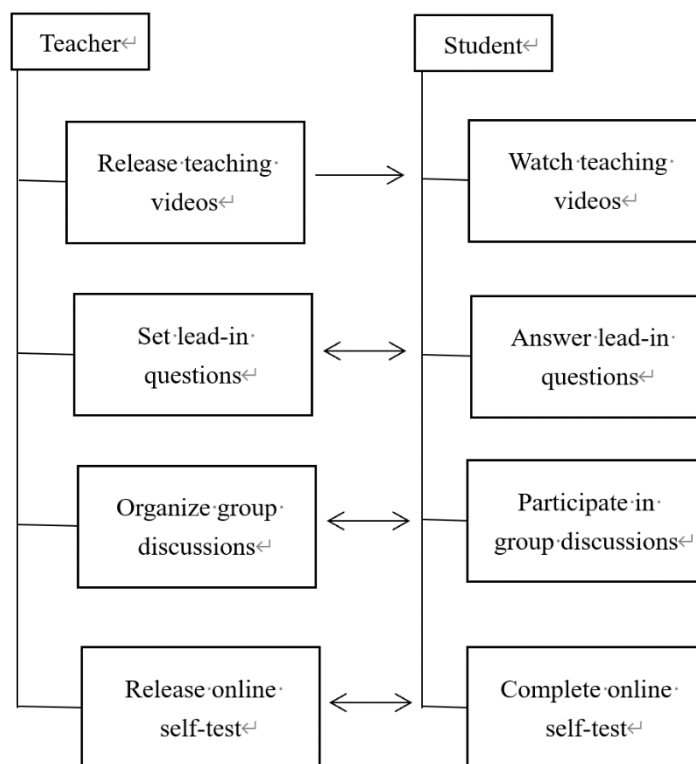 Teacher
Student
Release teaching
videos
Watch teaching
videos
Set lead-in
questions
Answer lead-in
questions
Organize group
discussions
Participate in
group discussions
Release online
self-test
Complete online
self-test